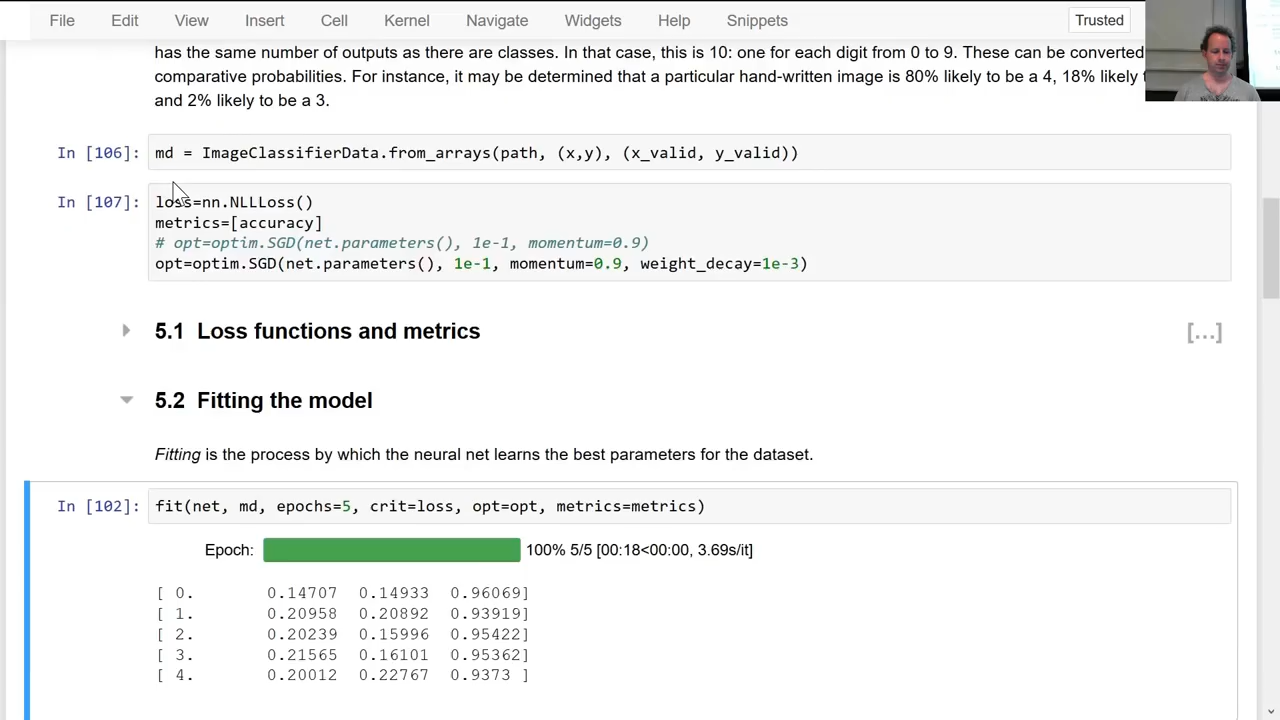 File Edit View Insert Cell Kernel Navigate Widgets Help Snippets Trusted
has the same number of outputs as there are classes. In that case, this is 10: one for each digit from 0 to 9. These can be converted
comparative probabilities. For instance, it may be determined that a particular hand-written image is 80% likely to be a 4, 18% likely
and 2% likely to be a 3.
In [106]: md = ImageClassifierData.from_arrays(path, (x,y), (x_valid, y_valid))
In [107]: loss=nn.NLLLoss()
metrics=[accuracy]
# opt=optim.SGD(net.parameters(), 1e-1, momentum=0.9)
opt=optim.SGD(net.parameters(), 1e-1, momentum=0.9, weight_decay=1e-3)
5.1 Loss functions and metrics [...]
5.2 Fitting the model
Fitting is the process by which the neural net learns the best parameters for the dataset.
In [102]: fit(net, md, epochs=5, crit=loss, opt=opt, metrics=metrics)
Epoch: 100% 5/5 [00:18<00:00, 3.69s/it]
[ 0. 0.14707 0.14933 0.96069]
[ 1. 0.20958 0.20892 0.93919]
[ 2. 0.20239 0.15996 0.95422]
[ 3. 0.21565 0.16101 0.95362]
[ 4. 0.20012 0.22767 0.9373 ]